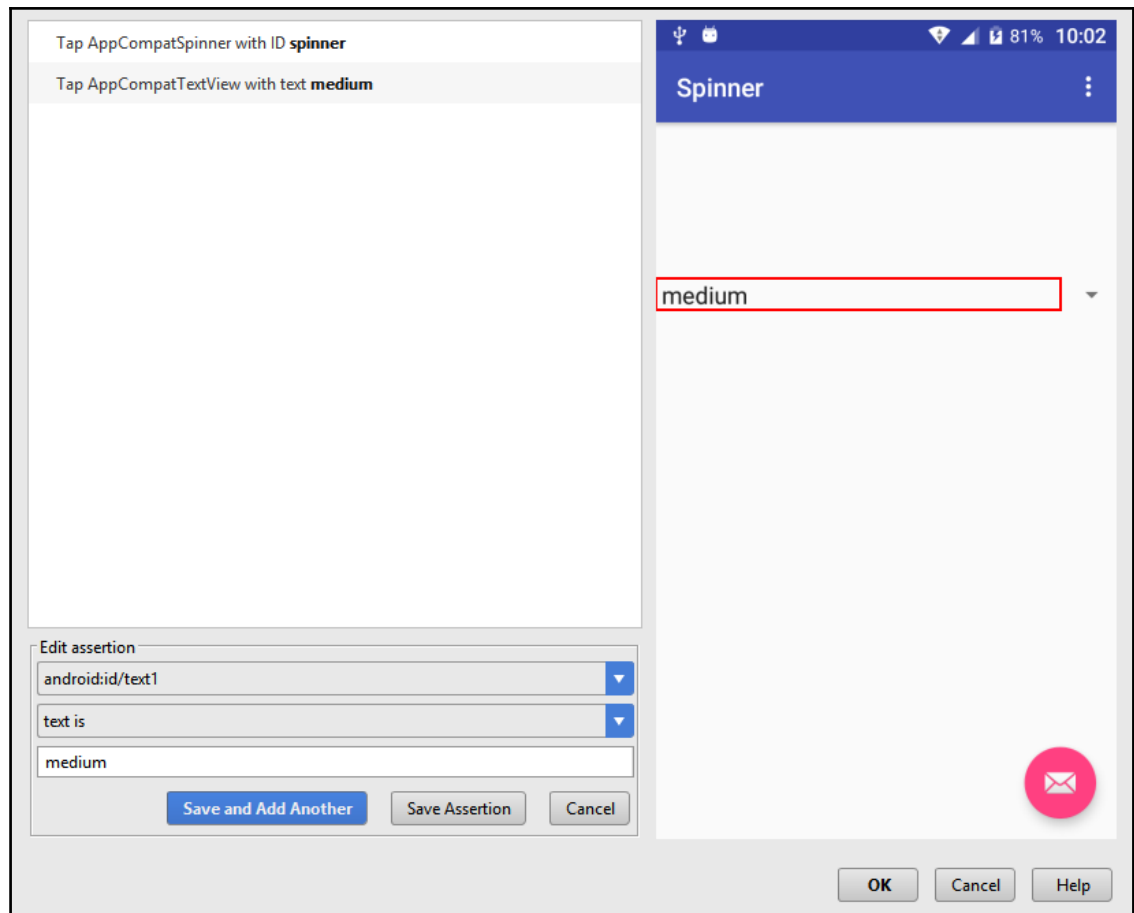 Tap AppCompatSpinner with ID spinner
Tap AppCompatTextView with text medium
81% 10:02
Spinner
medium
Edit assertion
android:id/text1
text is
medium
Save and Add Another Save Assertion Cancel
OK Cancel Help